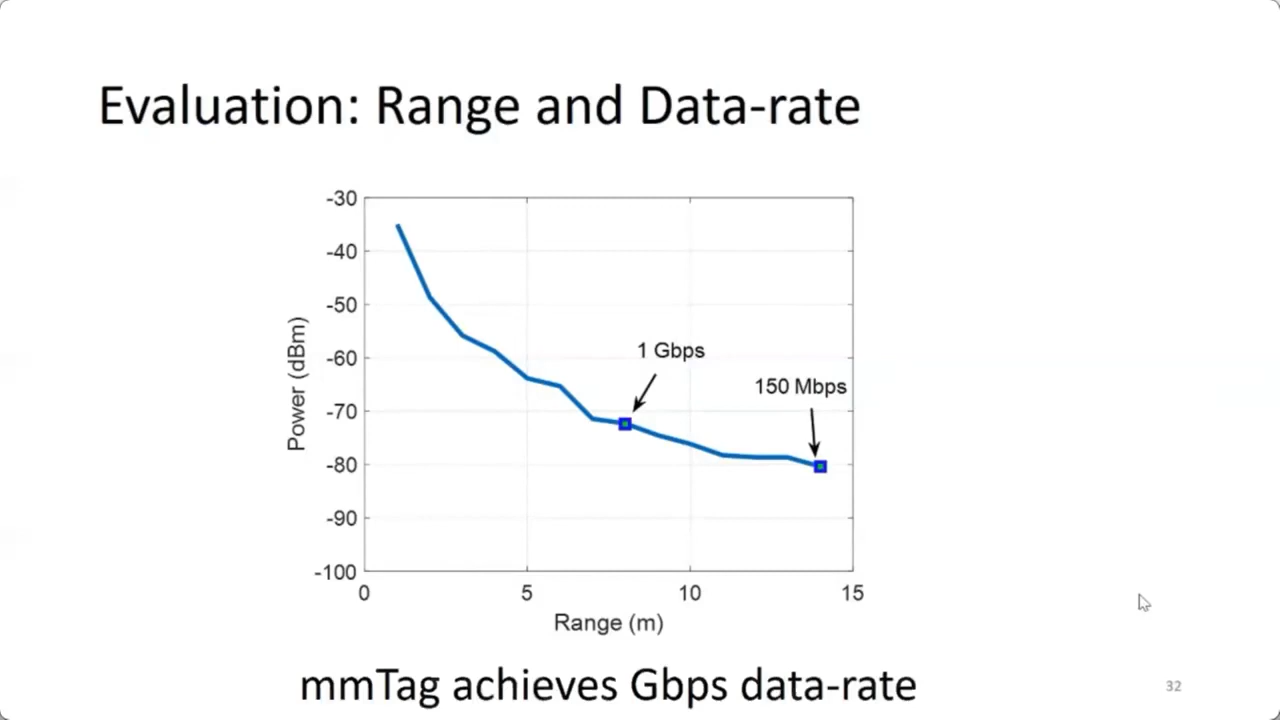 Evaluation: Range and Data-rate
-30
-40
-50
-60
-70
-80
-90
-100
Power (dBm)
1 Gbps
150 Mbps
0 5 10 15
Range (m)
mmTag achieves Gbps data-rate
32